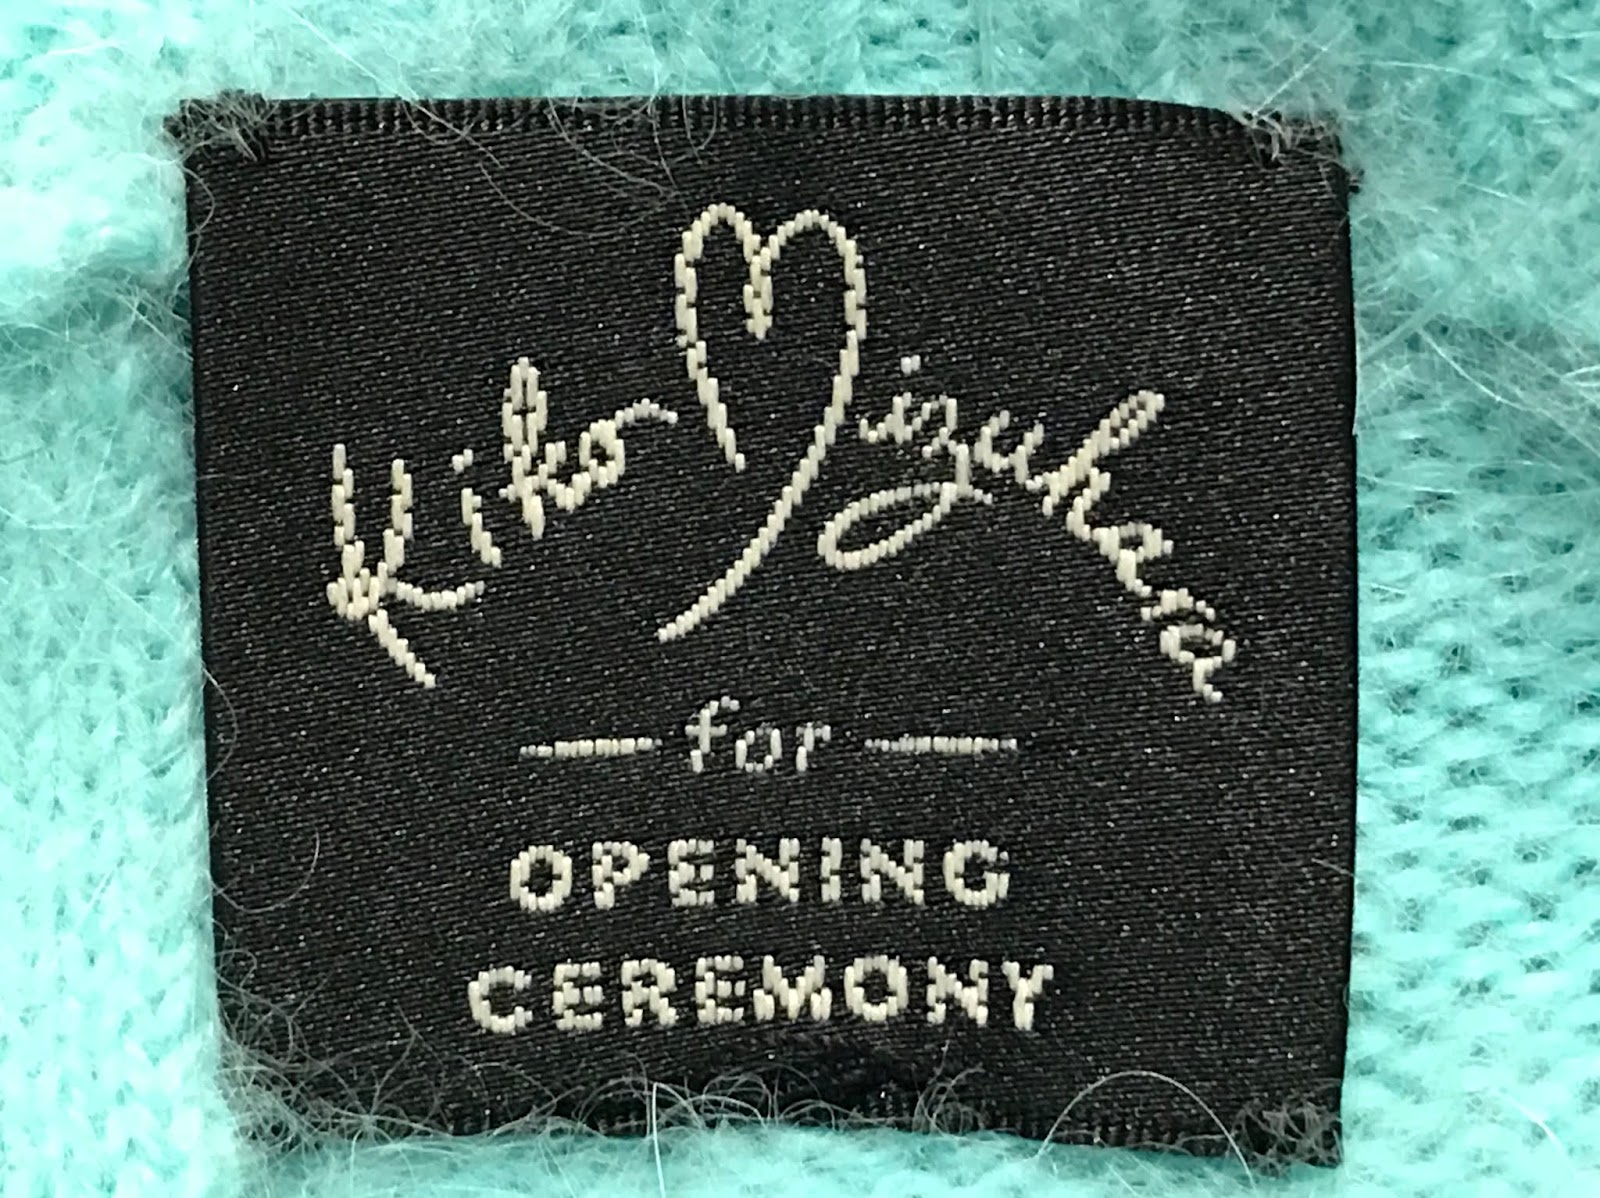 Kiko Mizuhara
for
OPENING
CEREMONY